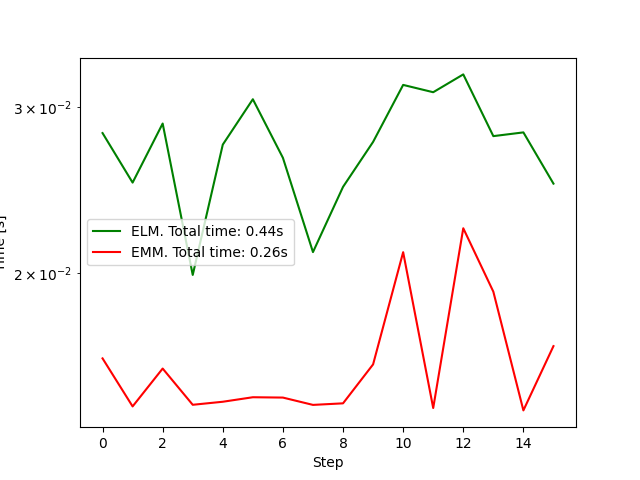 3 × 10⁻²
2 × 10⁻²
Time [s]
ELM. Total time: 0.44s
EMM. Total time: 0.26s
0 2 4 6 8 10 12 14
Step